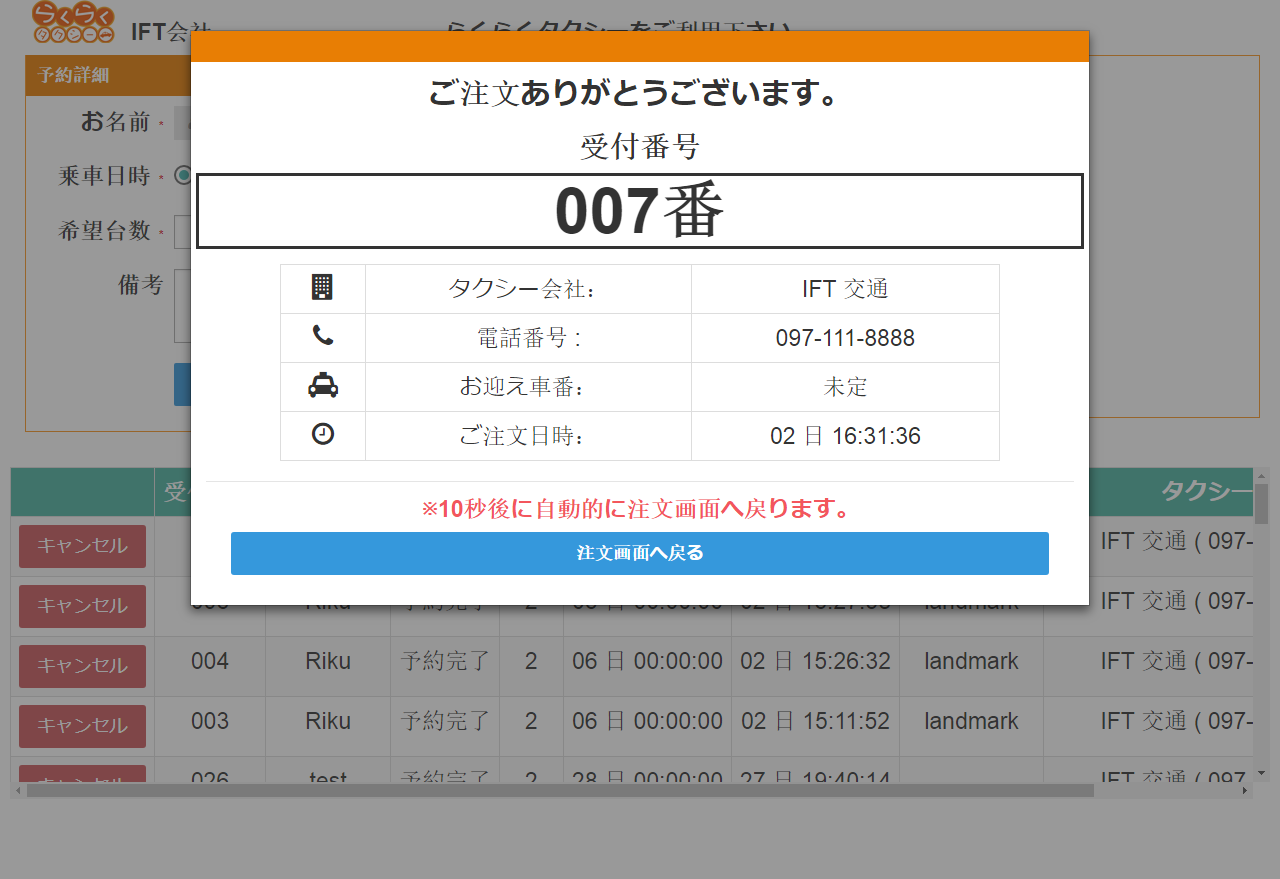 らくらく
タクシー
IFT会社
らくらくタクシーをご利用下さい
予約詳細
お名前 *
乗車日時 *
希望台数 *
備考
ご注文ありがとうございます。
受付番号
007番
タクシー会社: IFT 交通
電話番号 : 097-111-8888
お迎え車番: 未定
ご注文日時: 02 日 16:31:36
※10秒後に自動的に注文画面へ戻ります。
注文画面へ戻る
受 タクシー
キャンセル IFT 交通 ( 097-
キャンセル Riku 予約完了 2 landmark IFT 交通 ( 097-
キャンセル 004 Riku 予約完了 2 06 日 00:00:00 02 日 15:26:32 landmark IFT 交通 ( 097-
キャンセル 003 Riku 予約完了 2 06 日 00:00:00 02 日 15:11:52 landmark IFT 交通 ( 097-
キャンセル 026 test 予約完了 2 28 日 00:00:00 27 日 19:40:14 IFT 交通 ( 097-